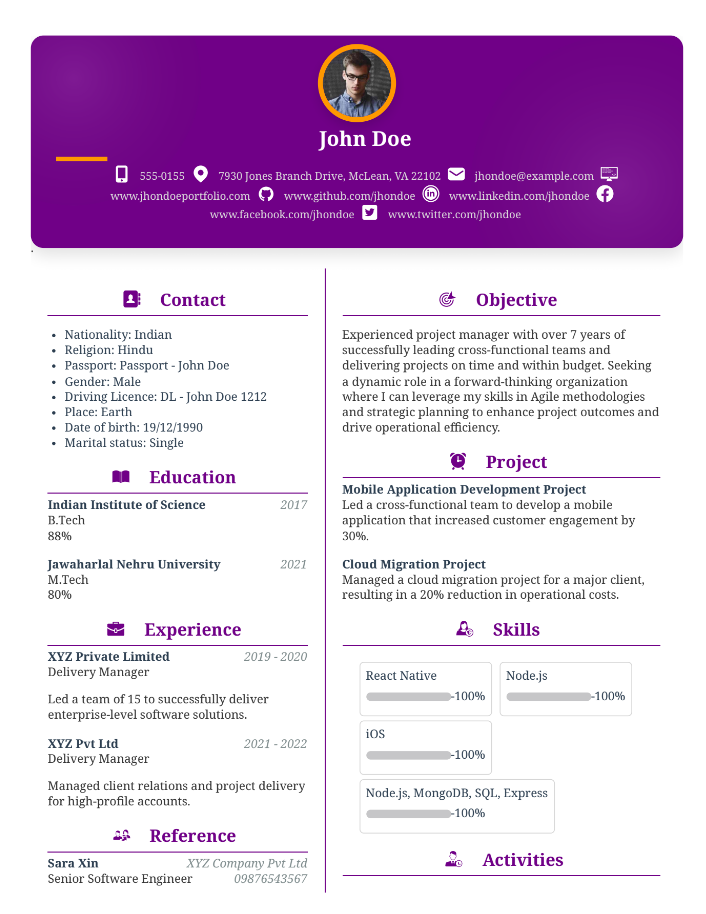 John Doe
555-0155 7930 Jones Branch Drive, McLean, VA 22102 jhondoe@example.com
www.jhondoeportfolio.com www.github.com/jhondoe www.linkedin.com/jhondoe
www.facebook.com/jhondoe www.twitter.com/jhondoe
.
Contact
• Nationality: Indian
• Religion: Hindu
• Passport: Passport - John Doe
• Gender: Male
• Driving Licence: DL - John Doe 1212
• Place: Earth
• Date of birth: 19/12/1990
• Marital status: Single
Education
Indian Institute of Science 2017
B.Tech
88%
Jawaharlal Nehru University 2021
M.Tech
80%
Experience
XYZ Private Limited 2019 - 2020
Delivery Manager
Led a team of 15 to successfully deliver
enterprise-level software solutions.
XYZ Pvt Ltd 2021 - 2022
Delivery Manager
Managed client relations and project delivery
for high-profile accounts.
Reference
Sara Xin XYZ Company Pvt Ltd
Senior Software Engineer 09876543567
Objective
Experienced project manager with over 7 years of
successfully leading cross-functional teams and
delivering projects on time and within budget. Seeking
a dynamic role in a forward-thinking organization
where I can leverage my skills in Agile methodologies
and strategic planning to enhance project outcomes and
drive operational efficiency.
Project
Mobile Application Development Project
Led a cross-functional team to develop a mobile
application that increased customer engagement by
30%.
Cloud Migration Project
Managed a cloud migration project for a major client,
resulting in a 20% reduction in operational costs.
Skills
React Native
-100%
Node.js
-100%
iOS
-100%
Node.js, MongoDB, SQL, Express
-100%
Activities